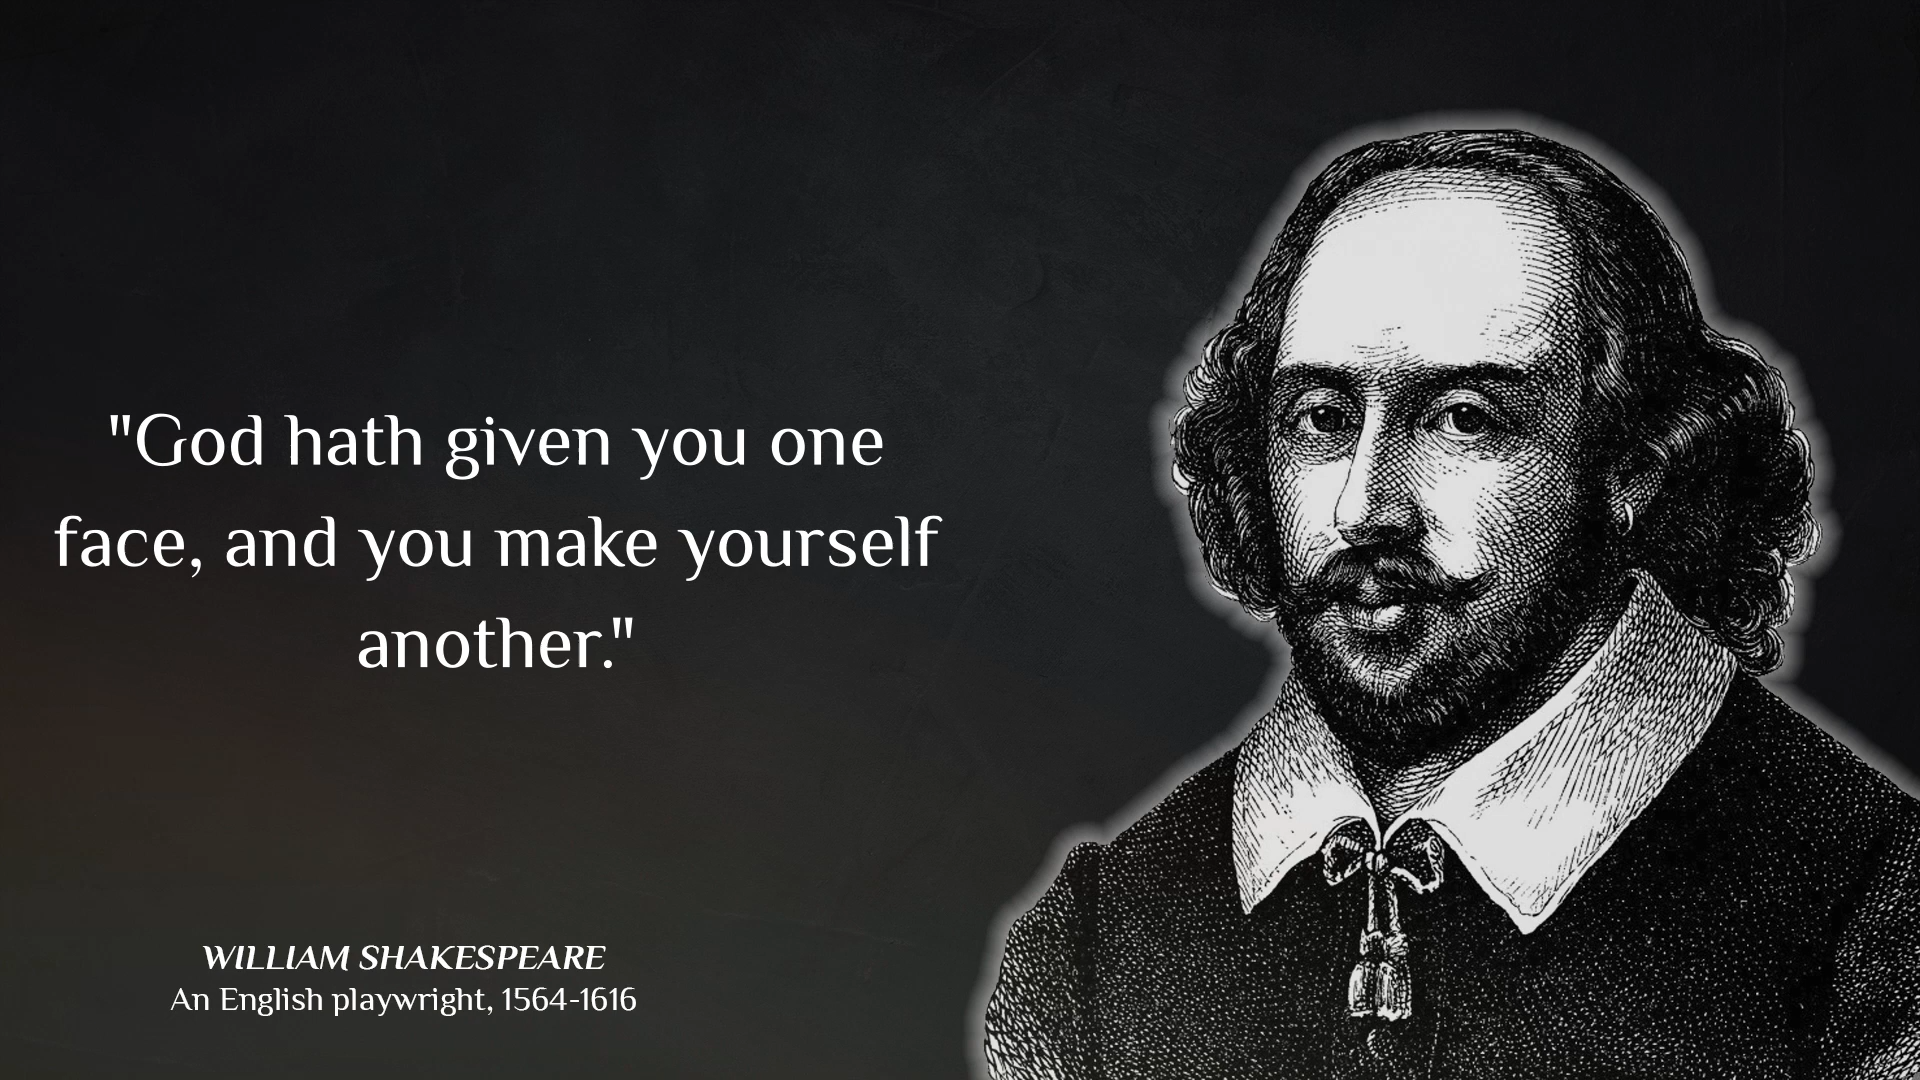 "God hath given you one
face, and you make yourself
another."
WILLIAM SHAKESPEARE
An English playwright, 1564-1616